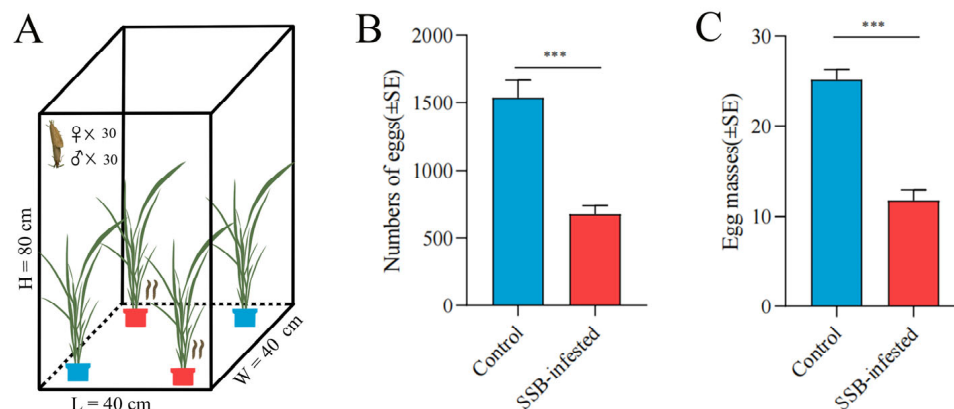 A
♀× 30
♂× 30
H = 80 cm
L = 40 cm
W = 40 cm
B
Numbers of eggs(±SE)
2000
1500
1000
500
0
***
Control
SSB-infested
C
Egg masses(±SE)
30
20
10
0
***
Control
SSB-infested